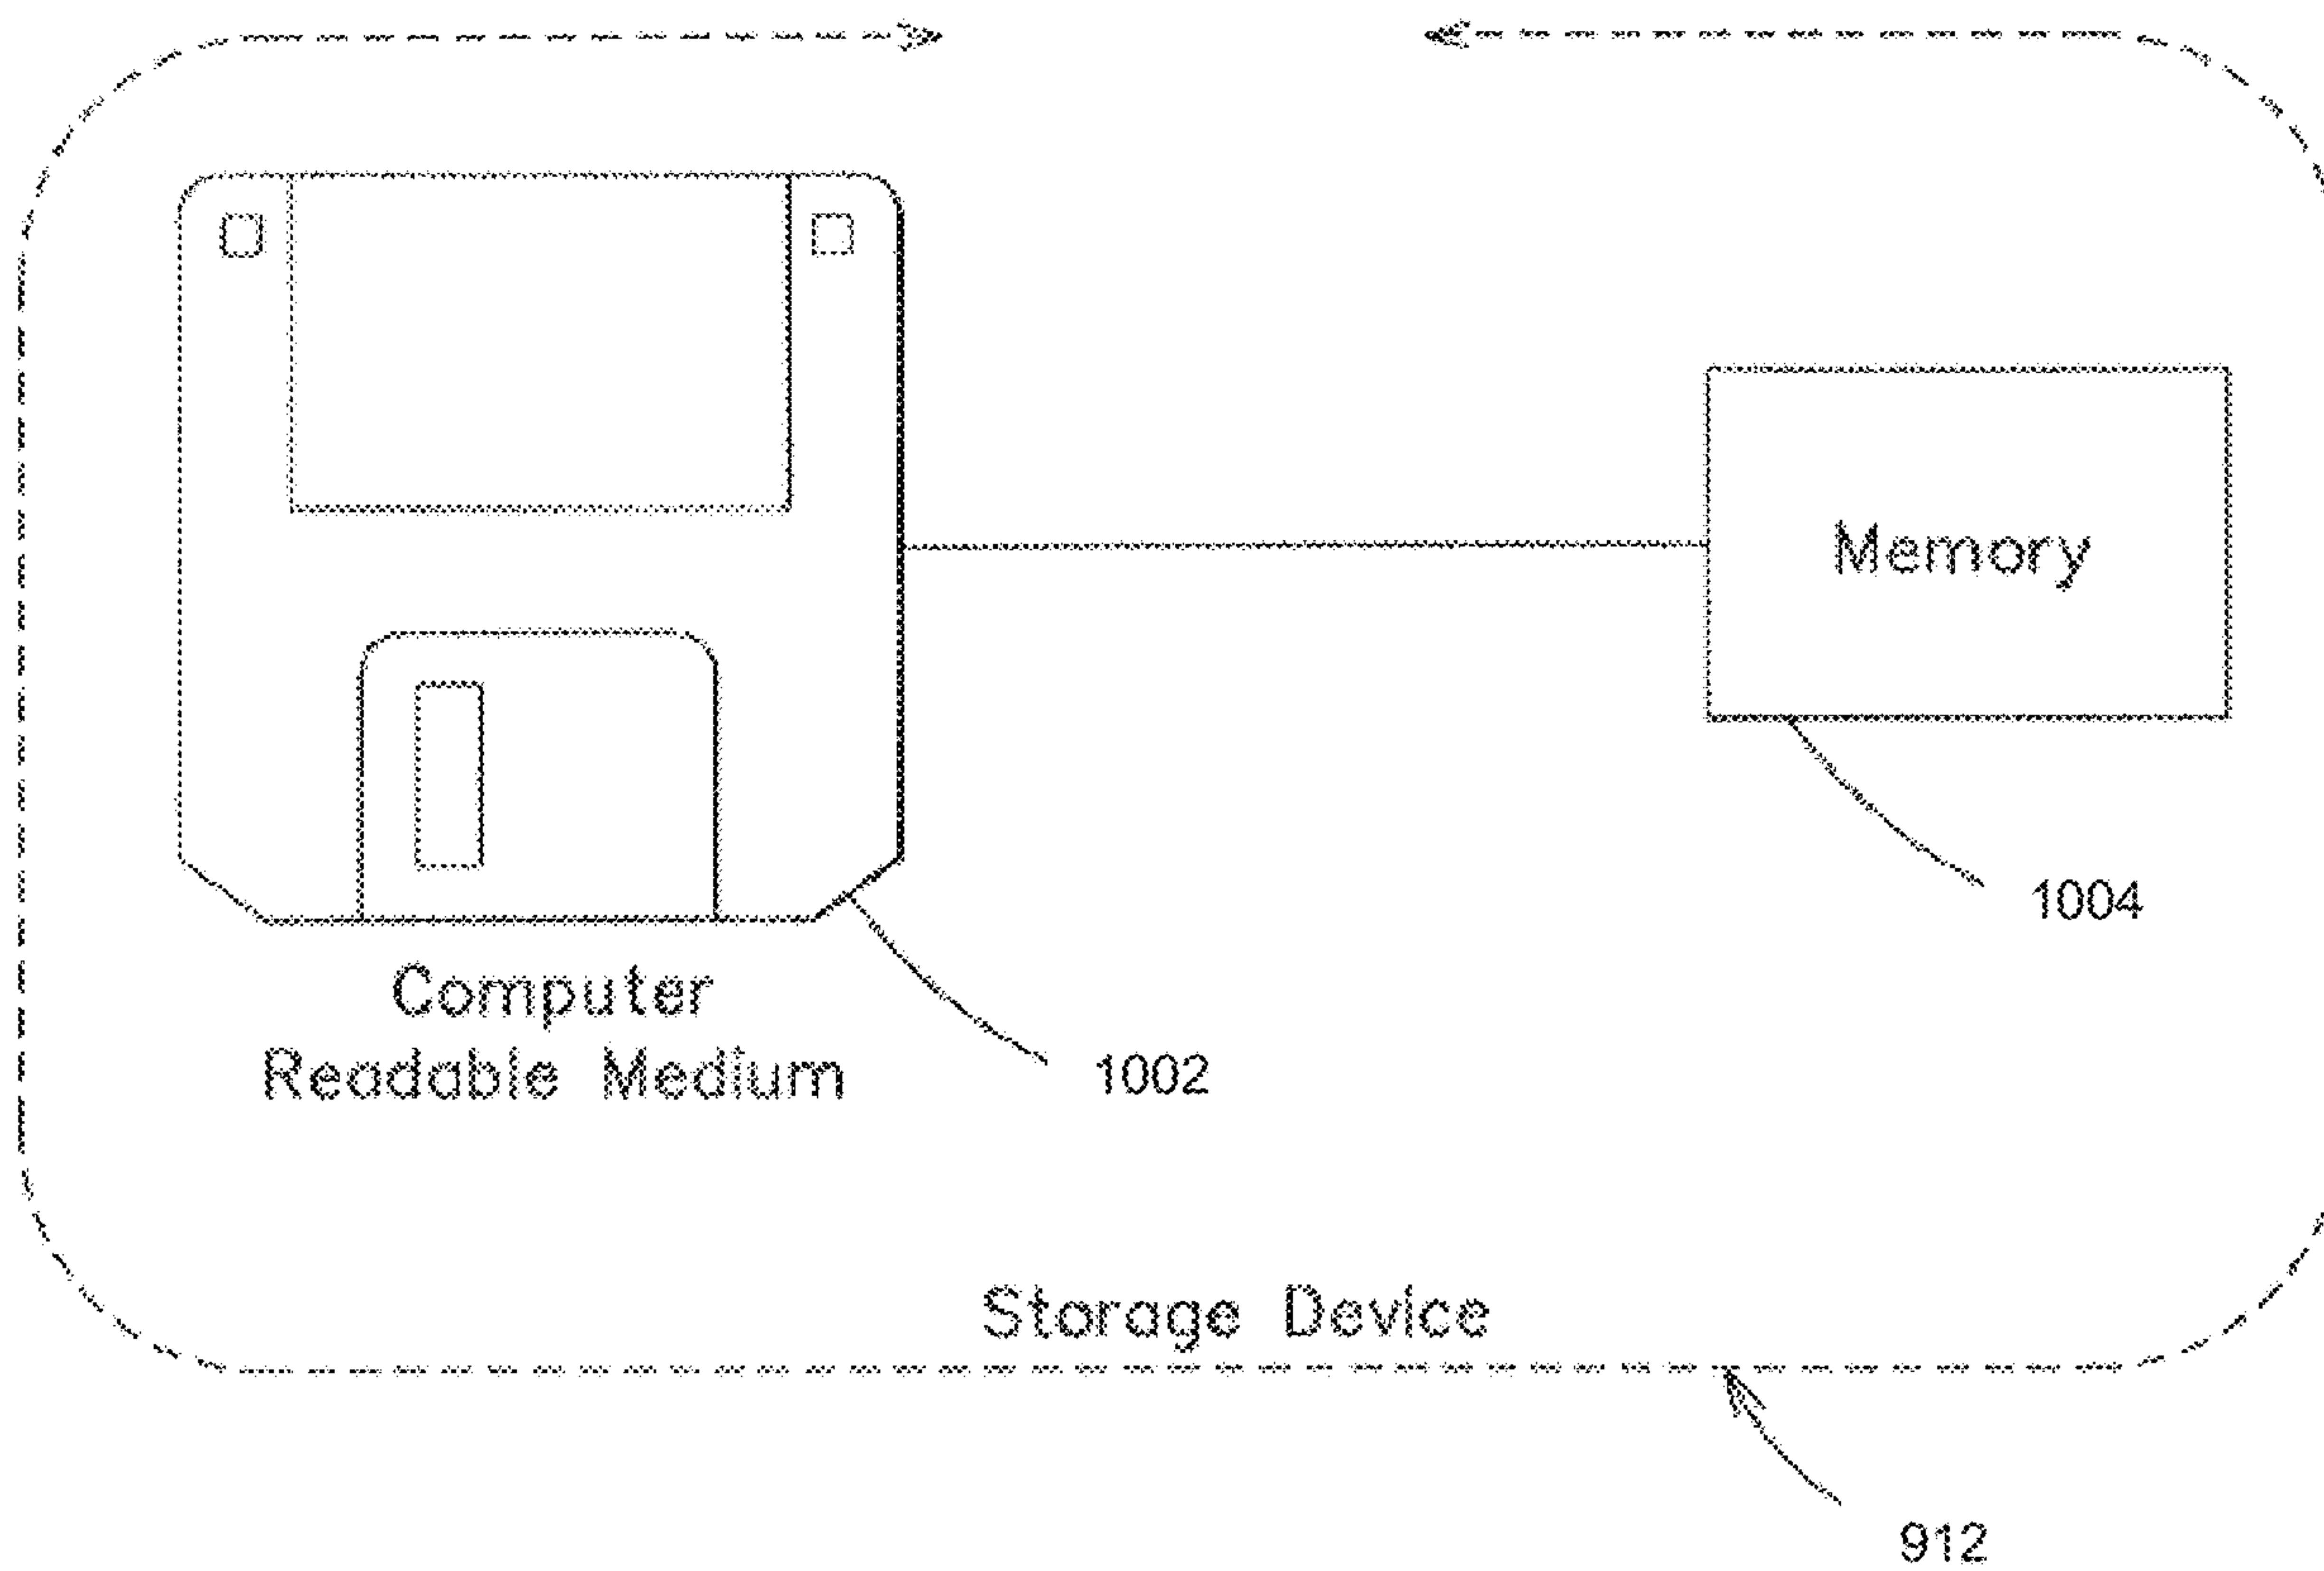 Memory
1004
Computer
Readable Medium
1002
Storage Device
912